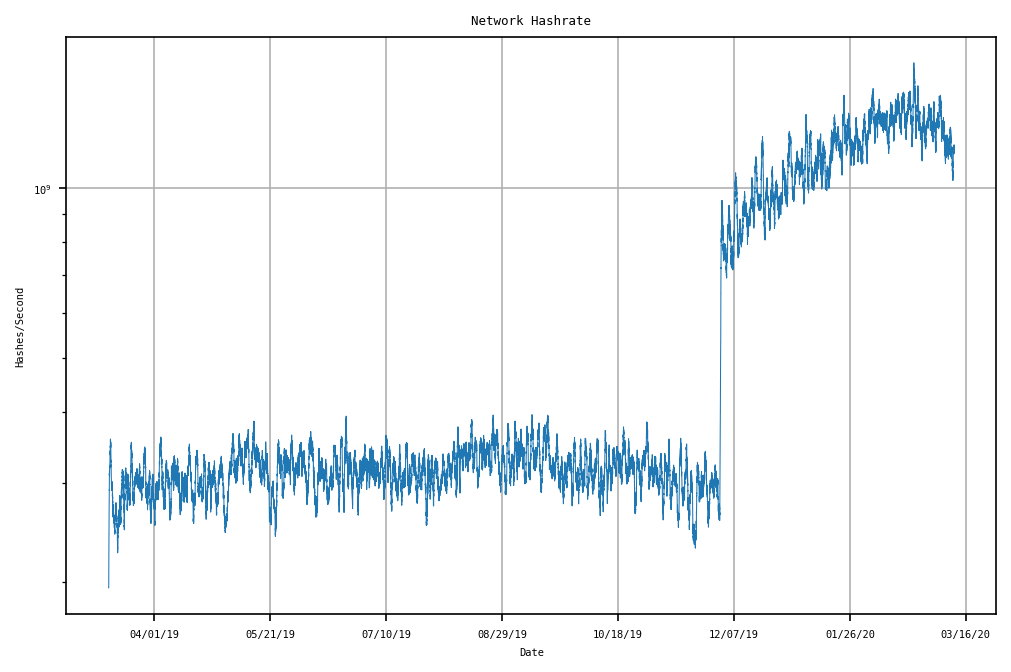 Network Hashrate
Hashes/Second
10⁹
04/01/19 05/21/19 07/10/19 08/29/19 10/18/19 12/07/19 01/26/20 03/16/20
Date